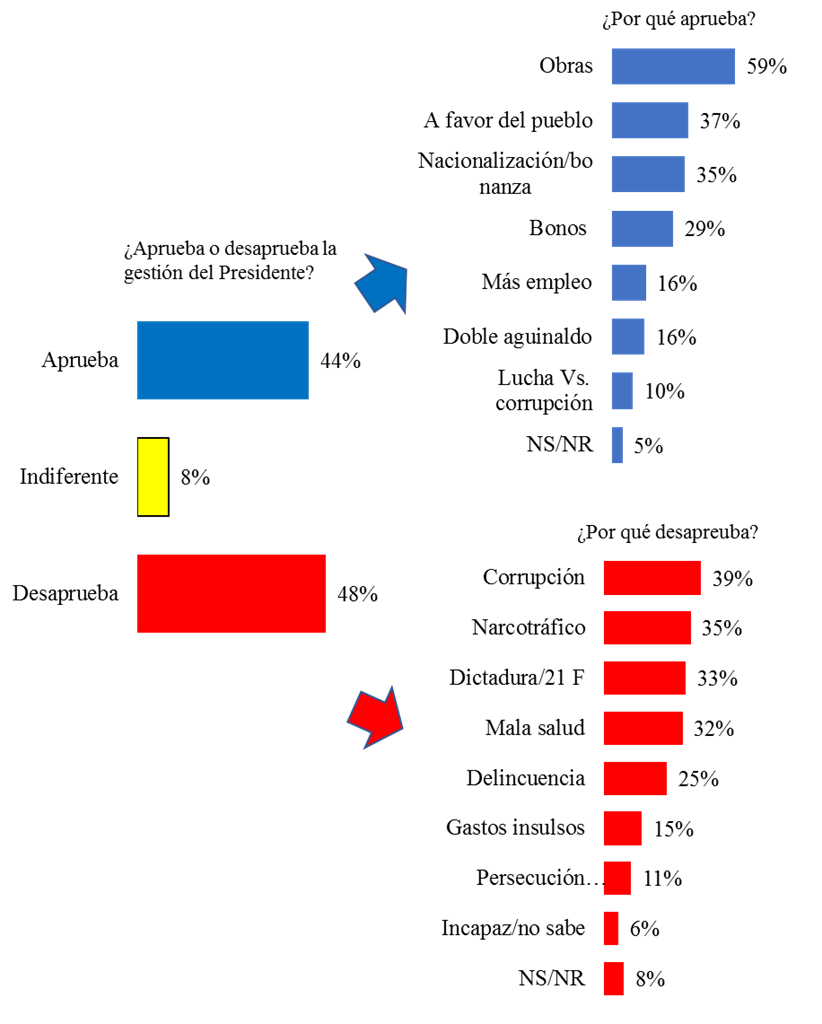 ¿Aprueba o desaprueba la
gestión del Presidente?
Aprueba 44%
Indiferente 8%
Desaprueba 48%
¿Por qué aprueba?
Obras 59%
A favor del pueblo 37%
Nacionalización/bo
nanza 35%
Bonos 29%
Más empleo 16%
Doble aguinaldo 16%
Lucha Vs.
corrupción 10%
NS/NR 5%
¿Por qué desapreuba?
Corrupción 39%
Narcotráfico 35%
Dictadura/21 F 33%
Mala salud 32%
Delincuencia 25%
Gastos insulsos 15%
Persecución… 11%
Incapaz/no sabe 6%
NS/NR 8%